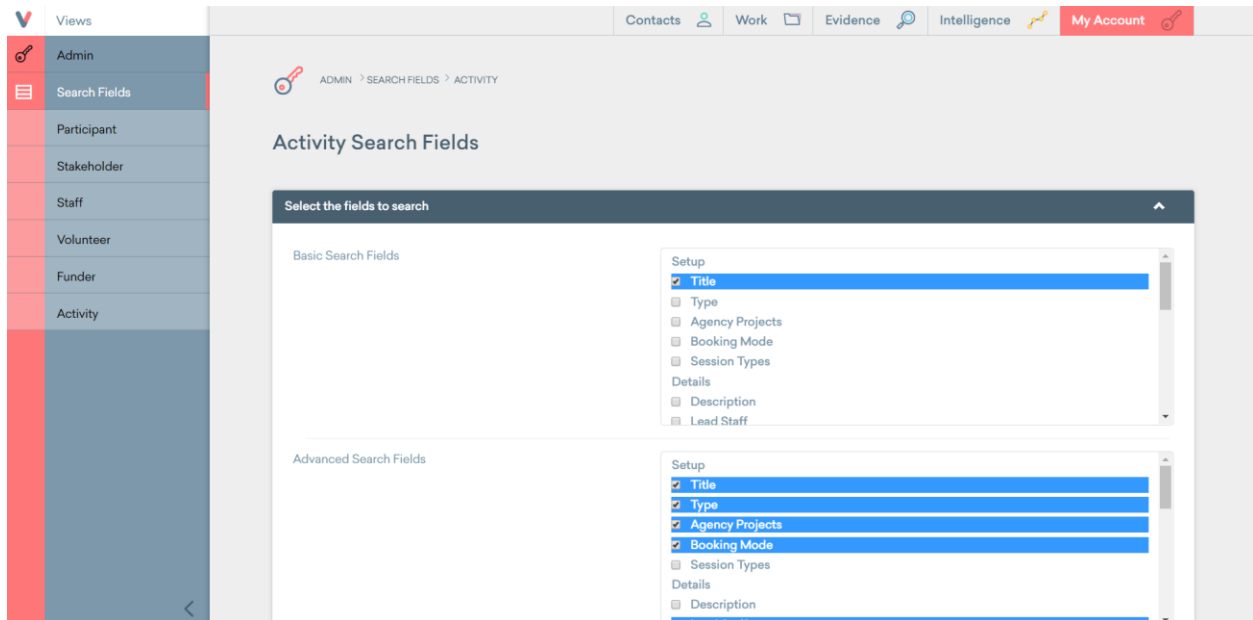 Views
Contacts
Work
Evidence
Intelligence
My Account
Admin
Search Fields
Participant
Stakeholder
Staff
Volunteer
Funder
Activity
ADMIN > SEARCH FIELDS > ACTIVITY
Activity Search Fields
Select the fields to search
Basic Search Fields
Setup
Title
Type
Agency Projects
Booking Mode
Session Types
Details
Description
Lead Staff
Advanced Search Fields
Setup
Title
Type
Agency Projects
Booking Mode
Session Types
Details
Description